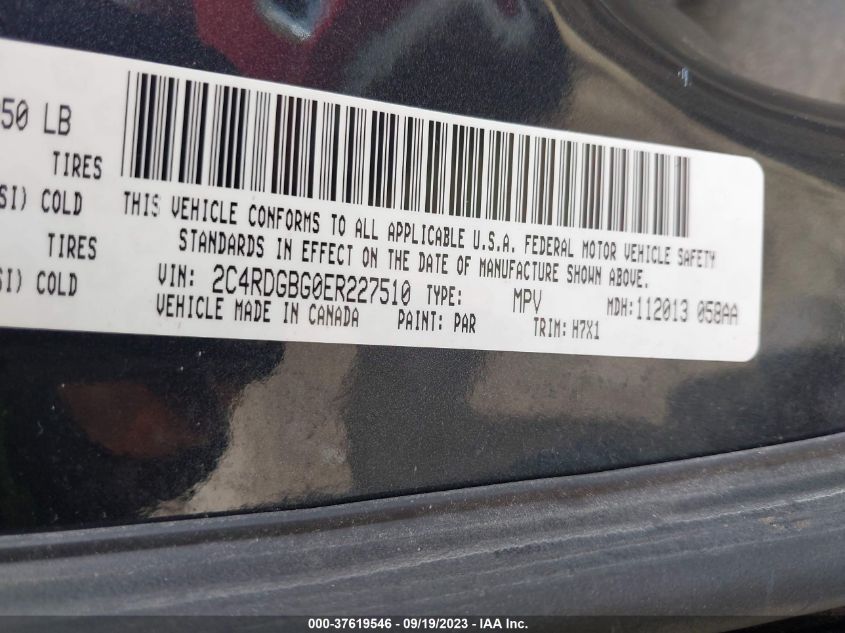 50 LB
TIRES
SI) COLD
TIRES
SI) COLD
THIS VEHICLE CONFORMS TO ALL APPLICABLE U.S.A. FEDERAL MOTOR VEHICLE SAFETY
STANDARDS IN EFFECT ON THE DATE OF MANUFACTURE SHOWN ABOVE.
VIN: 2C4RDGBG0ER227510 TYPE: MPV MDH:112013 058AA
VEHICLE MADE IN CANADA PAINT: PAR TRIM: H7X1
000-37619546 - 09/19/2023 - IAA Inc.